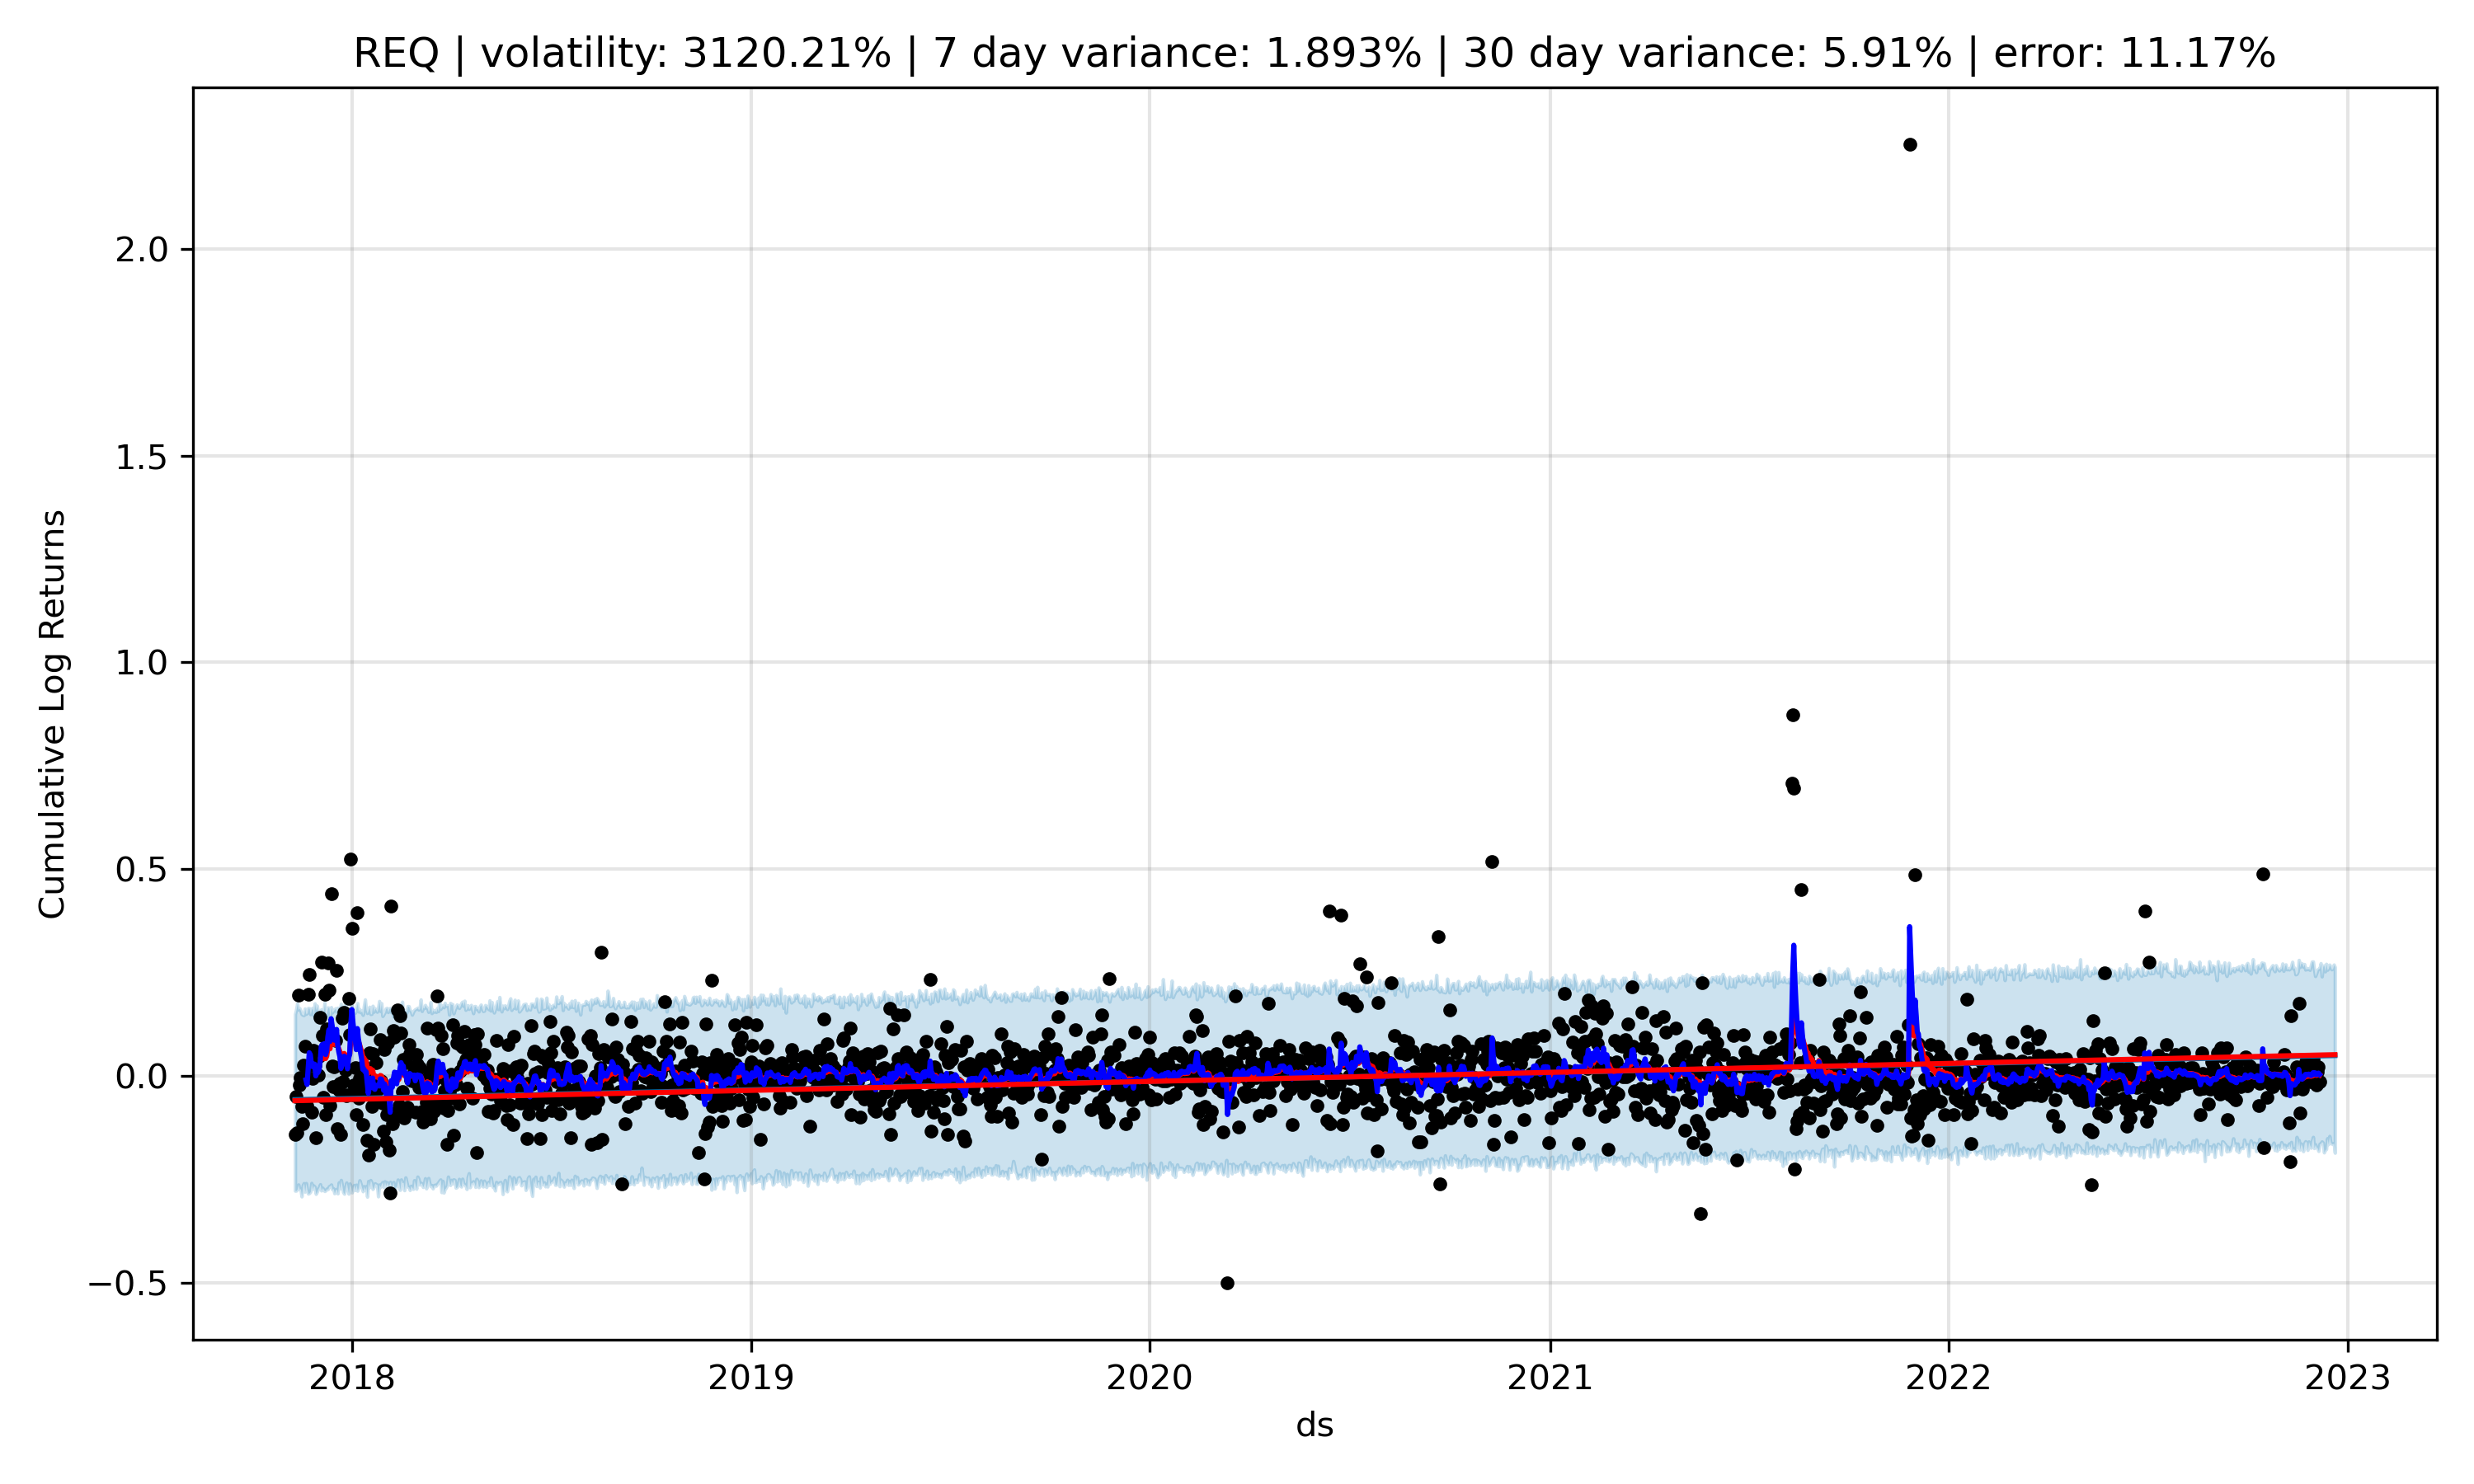 REQ | volatility: 3120.21% | 7 day variance: 1.893% | 30 day variance: 5.91% | error: 11.17%
Cumulative Log Returns
2.0
1.5
1.0
0.5
0.0
−0.5
2018 2019 2020 2021 2022 2023
ds